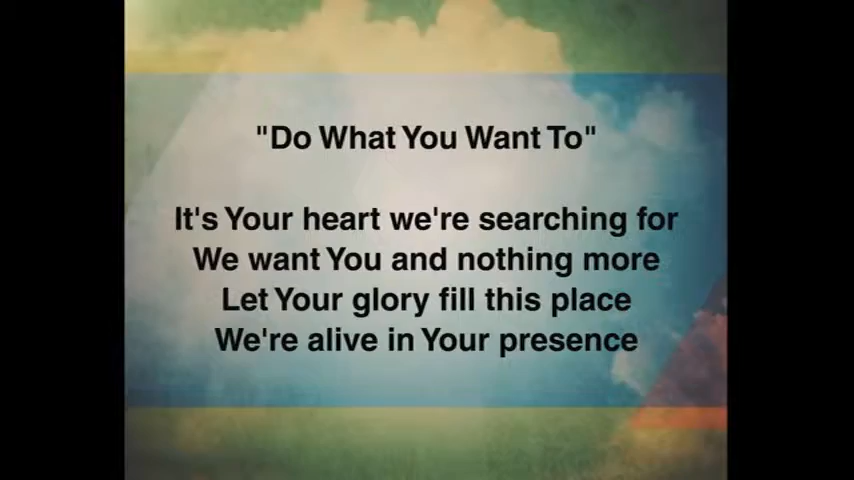 "Do What You Want To"
It's Your heart we're searching for
We want You and nothing more
Let Your glory fill this place
We're alive in Your presence